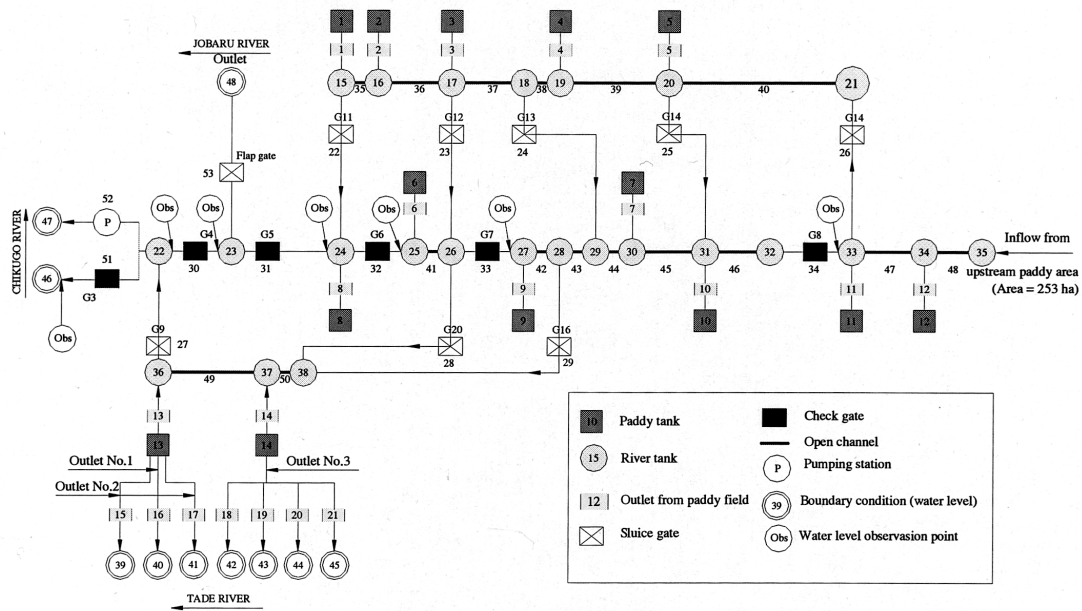 1 2 3 4 5
JOBARU RIVER
Outlet
1 2 3 4 5
48
15 16 17 18 19 20 21
35 36 37 38 39 40
G11 G12 G13 G14 G14
22 23 24 25 26
53 Flap gate
6 7
52
Obs Obs Obs Obs Obs
6 7
47 P
CHIKUGO RIVER
G4 G5 G6 G7 G8
22 23 24 25 26 27 28 29 30 31 32 33 34 35
Inflow from
51
30 31 32 41 33 42 43 44 45 46 34 47 48
upstream paddy area
46
(Area = 253 ha)
G3
8 9 10 11 12
8 9 10 11 12
Obs
G9 G20 G16
27 28 29
36 37 38
49 50
13 14
13 14
Outlet No.1 Outlet No.3
Outlet No.2
15 16 17 18 19 20 21
39 40 41 42 43 44 45
TADE RIVER
10 Paddy tank
15 River tank
12 Outlet from paddy field
Sluice gate
Check gate
Open channel
P Pumping station
39 Boundary condition (water level)
Obs Water level observasion point